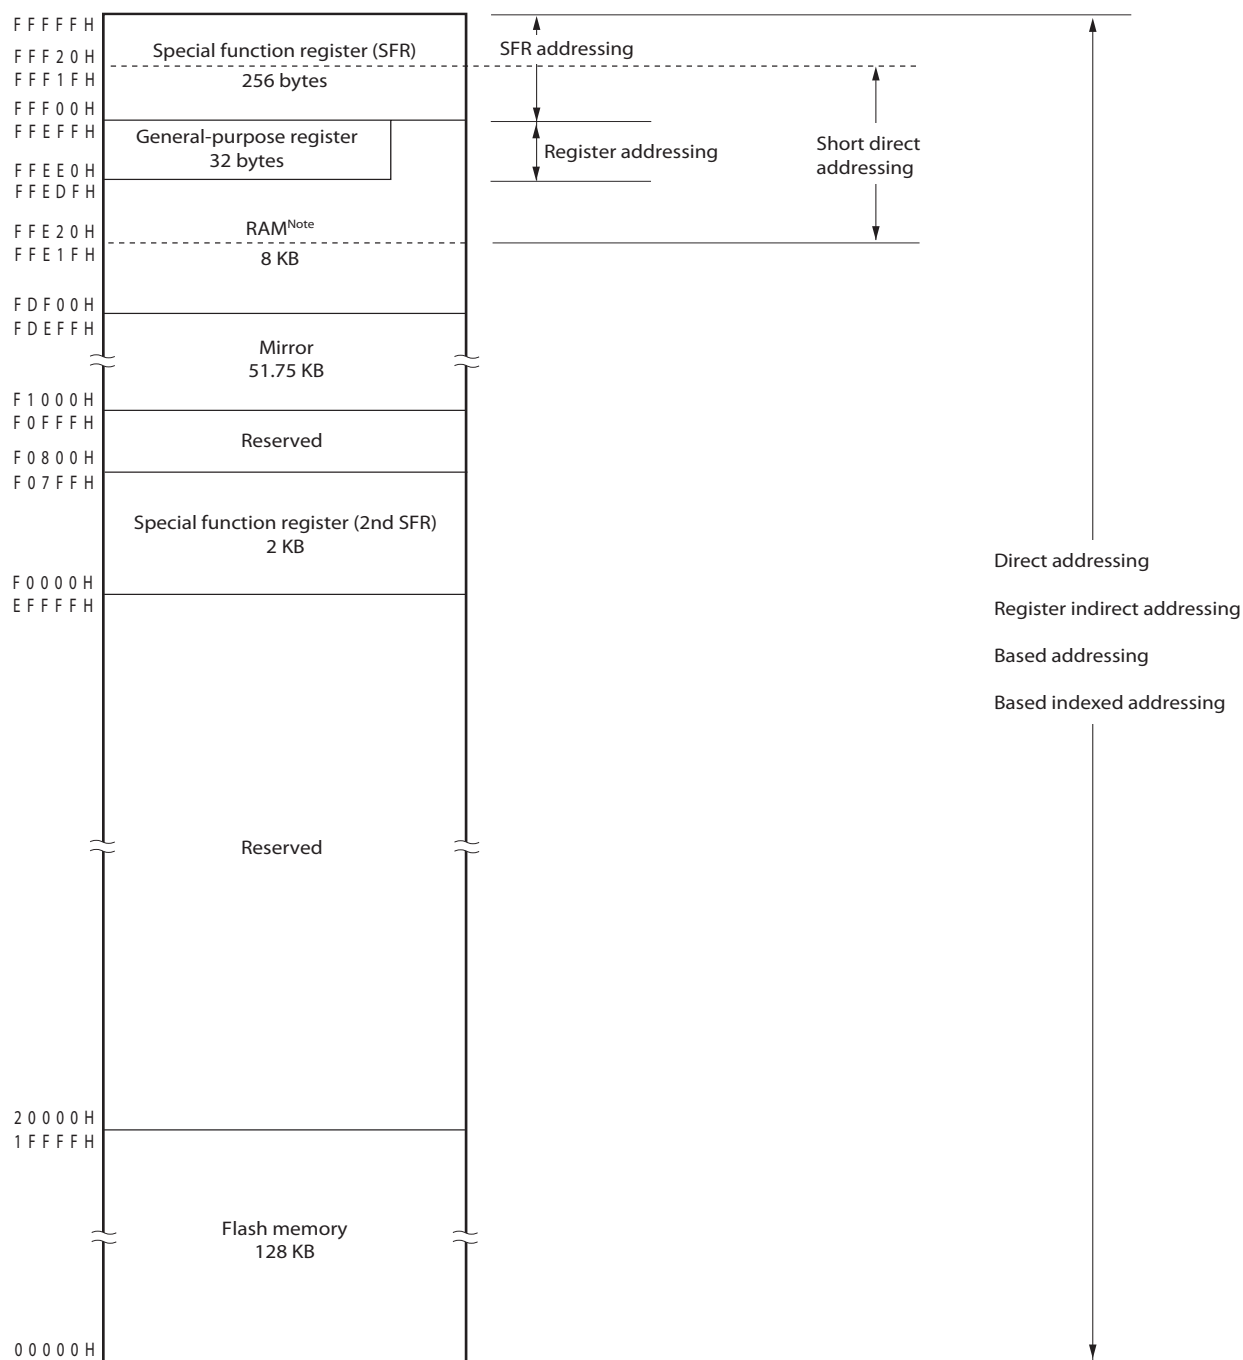 FFFFFH
Special function register (SFR)
256 bytes
SFR addressing
FFF20H
FFF1FH
FFF00H
FFEFFH
General-purpose register
32 bytes
Register addressing
Short direct
addressing
FFEE0H
FFEDFH
RAMNote
8 KB
FFE20H
FFE1FH
FDF00H
FDEFFH
Mirror
51.75 KB
F1000H
F0FFFH
Reserved
F0800H
F07FFH
Special function register (2nd SFR)
2 KB
F0000H
EFFFFH
Direct addressing
Register indirect addressing
Based addressing
Based indexed addressing
Reserved
20000H
1FFFFH
Flash memory
128 KB
00000H